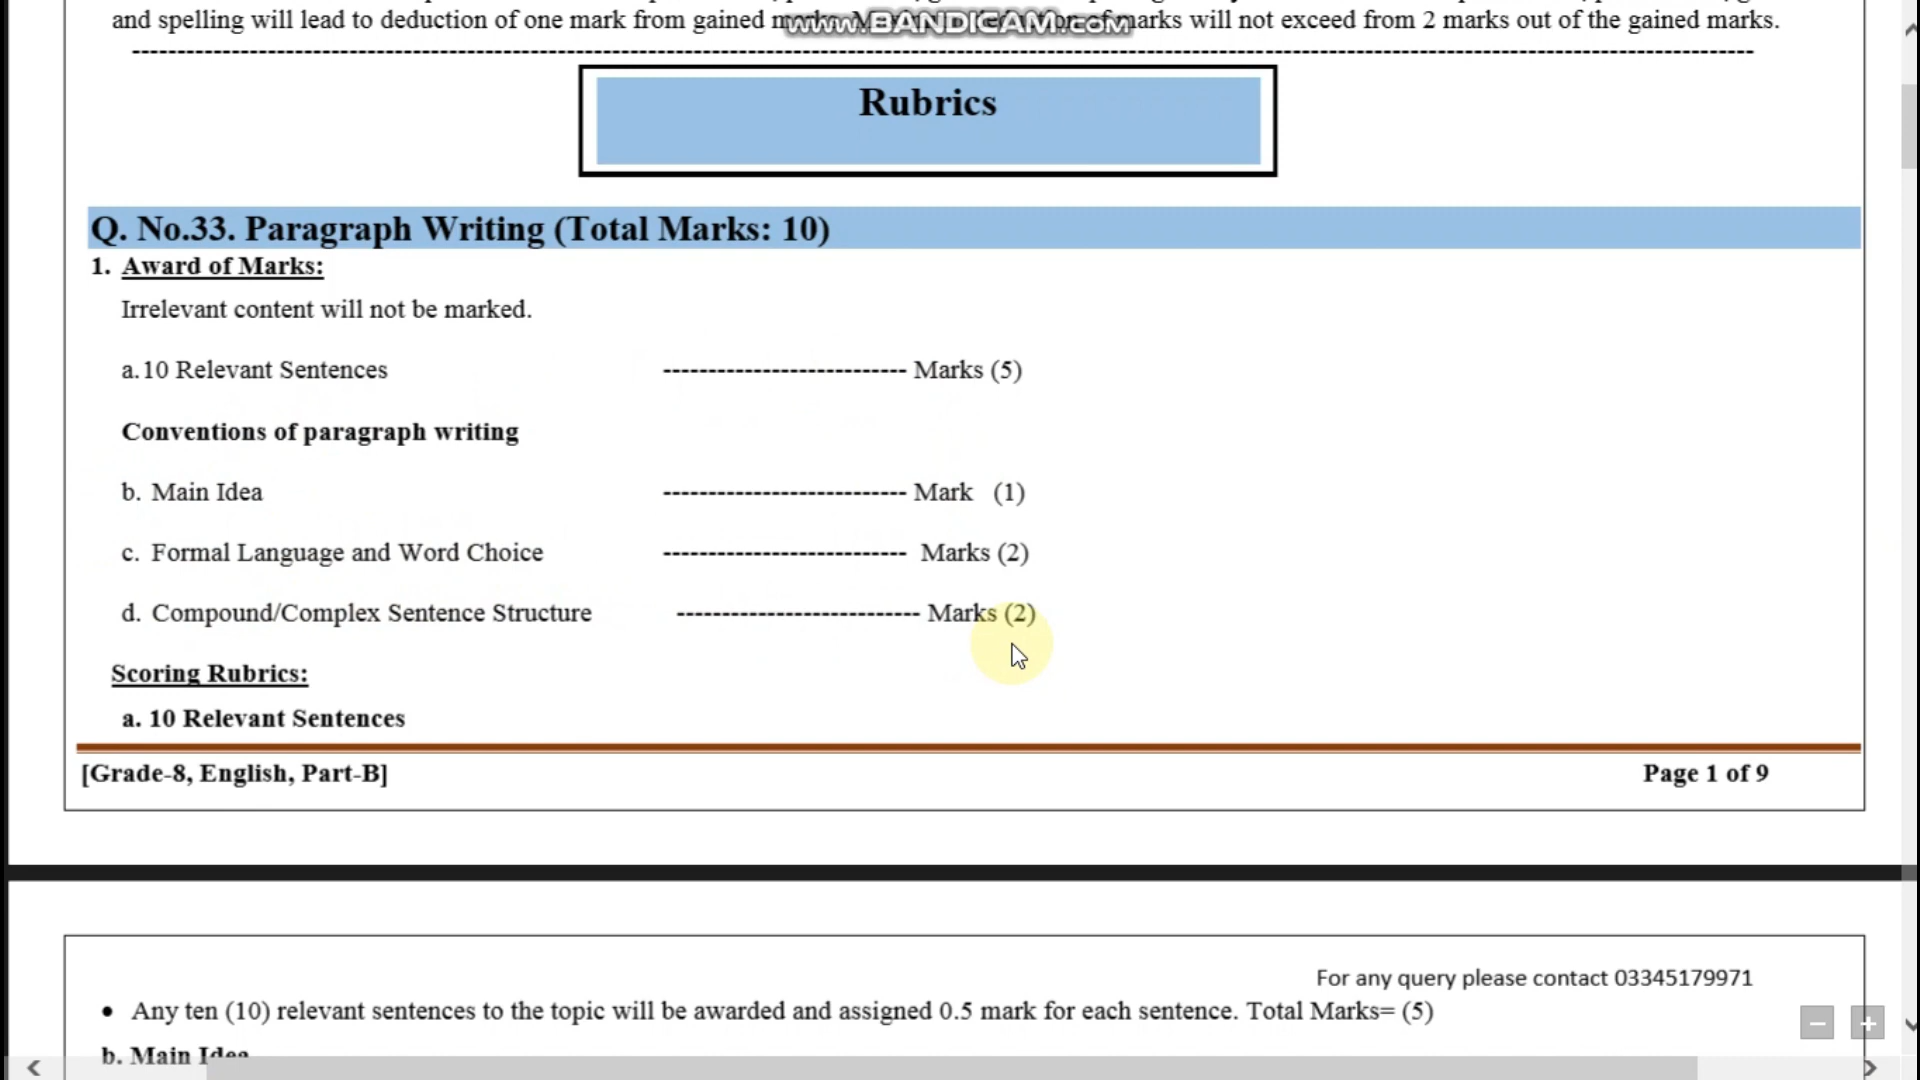 and spelling will lead to deduction of one mark from gained marks. of marks will not exceed from 2 marks out of the gained marks.
www.BANDICAM.com
Rubrics
Q. No.33. Paragraph Writing (Total Marks: 10)
1. Award of Marks:
Irrelevant content will not be marked.
a.10 Relevant Sentences --------------------------- Marks (5)
Conventions of paragraph writing
b. Main Idea --------------------------- Mark (1)
c. Formal Language and Word Choice --------------------------- Marks (2)
d. Compound/Complex Sentence Structure --------------------------- Marks (2)
Scoring Rubrics:
a. 10 Relevant Sentences
[Grade-8, English, Part-B] Page 1 of 9
For any query please contact 03345179971
• Any ten (10) relevant sentences to the topic will be awarded and assigned 0.5 mark for each sentence. Total Marks= (5)
b. Main Idea